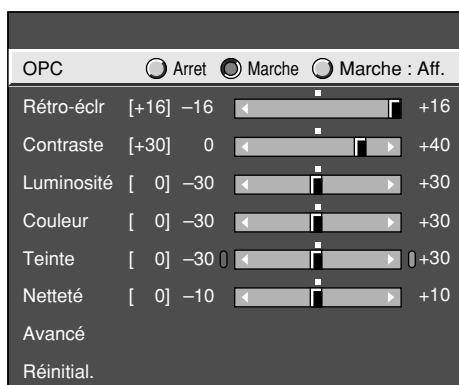 OPC Arret Marche Marche : Aff.
Rétro-éclr [+16] –16 +16
Contraste [+30] 0 +40
Luminosité [ 0] –30 +30
Couleur [ 0] –30 +30
Teinte [ 0] –30 +30
Netteté [ 0] –10 +10
Avancé
Réinitial.